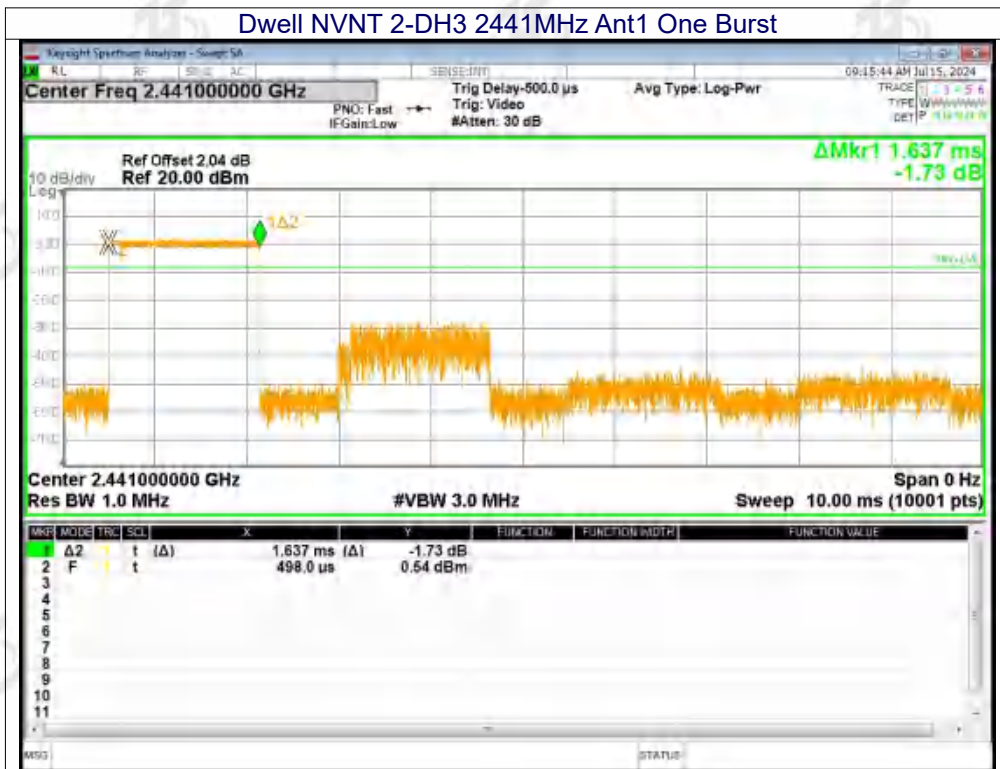 Dwell NVNT 2-DH3 2441MHz Ant1 One Burst
Keysight Spectrum Analyzer - Swept SA
RL RF AC SENSE:INT 09:15:44 AM Jul 15, 2024
Center Freq 2.441000000 GHz
PNO: Fast
IFGain:Low
Trig Delay-500.0 µs
Trig: Video
#Atten: 30 dB
Avg Type: Log-Pwr
TRACE
TYPE
DET P
ΔMkr1 1.637 ms
-1.73 dB
Ref Offset 2.04 dB
10 dB/div Ref 20.00 dBm
Log
1Δ2
Center 2.441000000 GHz Span 0 Hz
Res BW 1.0 MHz #VBW 3.0 MHz Sweep 10.00 ms (10001 pts)
MKR MODE TRC SCL X Y FUNCTION FUNCTION WIDTH FUNCTION VALUE
1 Δ2 1 t (Δ) 1.637 ms (Δ) -1.73 dB
2 F 1 t 498.0 µs 0.54 dBm
3
4
5
6
7
8
9
10
11
MSG STATUS